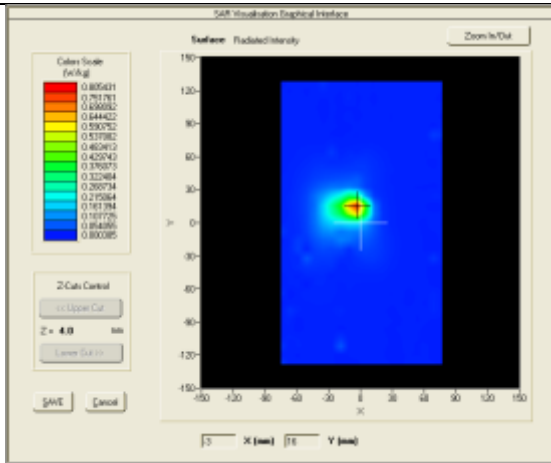 SAR Visualisation Graphical Interface
Surface Radiated Intensity
Zoom In/Out
Colors Scale
(W/kg)
0.805431
0.751761
0.698092
0.644422
0.590752
0.537082
0.483413
0.429743
0.376073
0.322404
0.268734
0.215064
0.161394
0.107725
0.054055
0.000385
150
120
90
60
30
0
-30
-60
-90
-120
-150
Y
-150 -120 -90 -60 -30 0 30 60 90 120 150
X
Z-Cuts Control
<< Upper Cut
Z = 4.0 mm
Lower Cut >>
SAVE Cancel
-3 X (mm) 16 Y (mm)